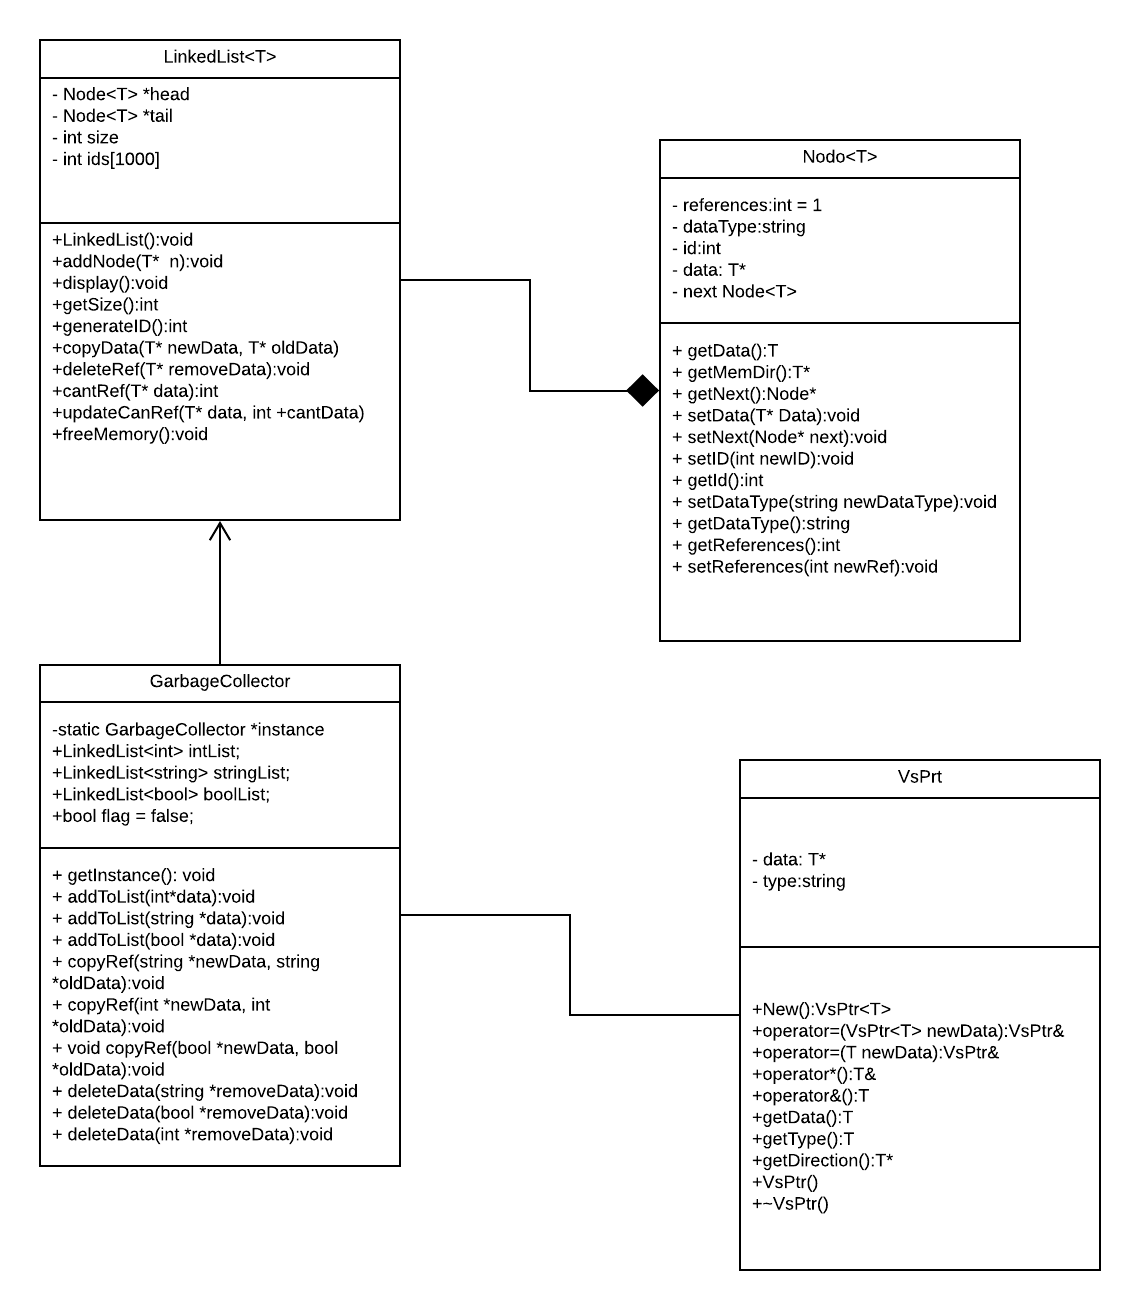 LinkedList<T>
- Node<T> *head
- Node<T> *tail
- int size
- int ids[1000]
+LinkedList():void
+addNode(T*  n):void
+display():void
+getSize():int
+generateID():int
+copyData(T* newData, T* oldData)
+deleteRef(T* removeData):void
+cantRef(T* data):int
+updateCanRef(T* data, int +cantData)
+freeMemory():void
Nodo<T>
- references:int = 1
- dataType:string
- id:int
- data: T*
- next Node<T>
+ getData():T
+ getMemDir():T*
+ getNext():Node*
+ setData(T* Data):void
+ setNext(Node* next):void
+ setID(int newID):void
+ getId():int
+ setDataType(string newDataType):void
+ getDataType():string
+ getReferences():int
+ setReferences(int newRef):void
GarbageCollector
-static GarbageCollector *instance
+LinkedList<int> intList;
+LinkedList<string> stringList;
+LinkedList<bool> boolList;
+bool flag = false;
+ getInstance(): void
+ addToList(int*data):void
+ addToList(string *data):void
+ addToList(bool *data):void
+ copyRef(string *newData, string
*oldData):void
+ copyRef(int *newData, int
*oldData):void
+ void copyRef(bool *newData, bool
*oldData):void
+ deleteData(string *removeData):void
+ deleteData(bool *removeData):void
+ deleteData(int *removeData):void
VsPrt
- data: T*
- type:string
+New():VsPtr<T>
+operator=(VsPtr<T> newData):VsPtr&
+operator=(T newData):VsPtr&
+operator*():T&
+operator&():T
+getData():T
+getType():T
+getDirection():T*
+VsPtr()
+~VsPtr()